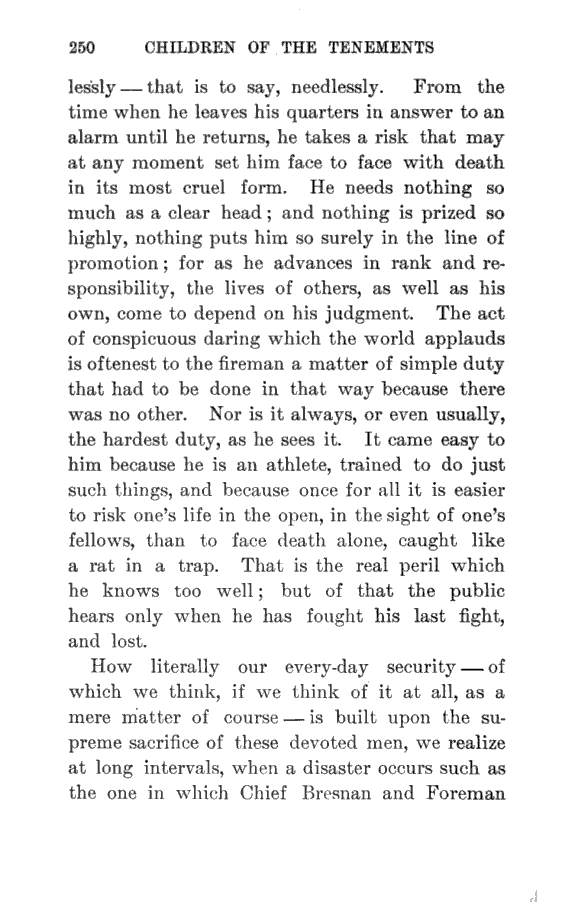 250 CHILDREN OF THE TENEMENTS
lessly — that is to say, needlessly. From the
time when he leaves his quarters in answer to an
alarm until he returns, he takes a risk that may
at any moment set him face to face with death
in its most cruel form. He needs nothing so
much as a clear head; and nothing is prized so
highly, nothing puts him so surely in the line of
promotion; for as he advances in rank and re-
sponsibility, the lives of others, as well as his
own, come to depend on his judgment. The act
of conspicuous daring which the world applauds
is oftenest to the fireman a matter of simple duty
that had to be done in that way because there
was no other. Nor is it always, or even usually,
the hardest duty, as he sees it. It came easy to
him because he is an athlete, trained to do just
such things, and because once for all it is easier
to risk one's life in the open, in the sight of one's
fellows, than to face death alone, caught like
a rat in a trap. That is the real peril which
he knows too well; but of that the public
hears only when he has fought his last fight,
and lost.
How literally our every-day security — of
which we think, if we think of it at all, as a
mere matter of course — is built upon the su-
preme sacrifice of these devoted men, we realize
at long intervals, when a disaster occurs such as
the one in which Chief Bresnan and Foreman